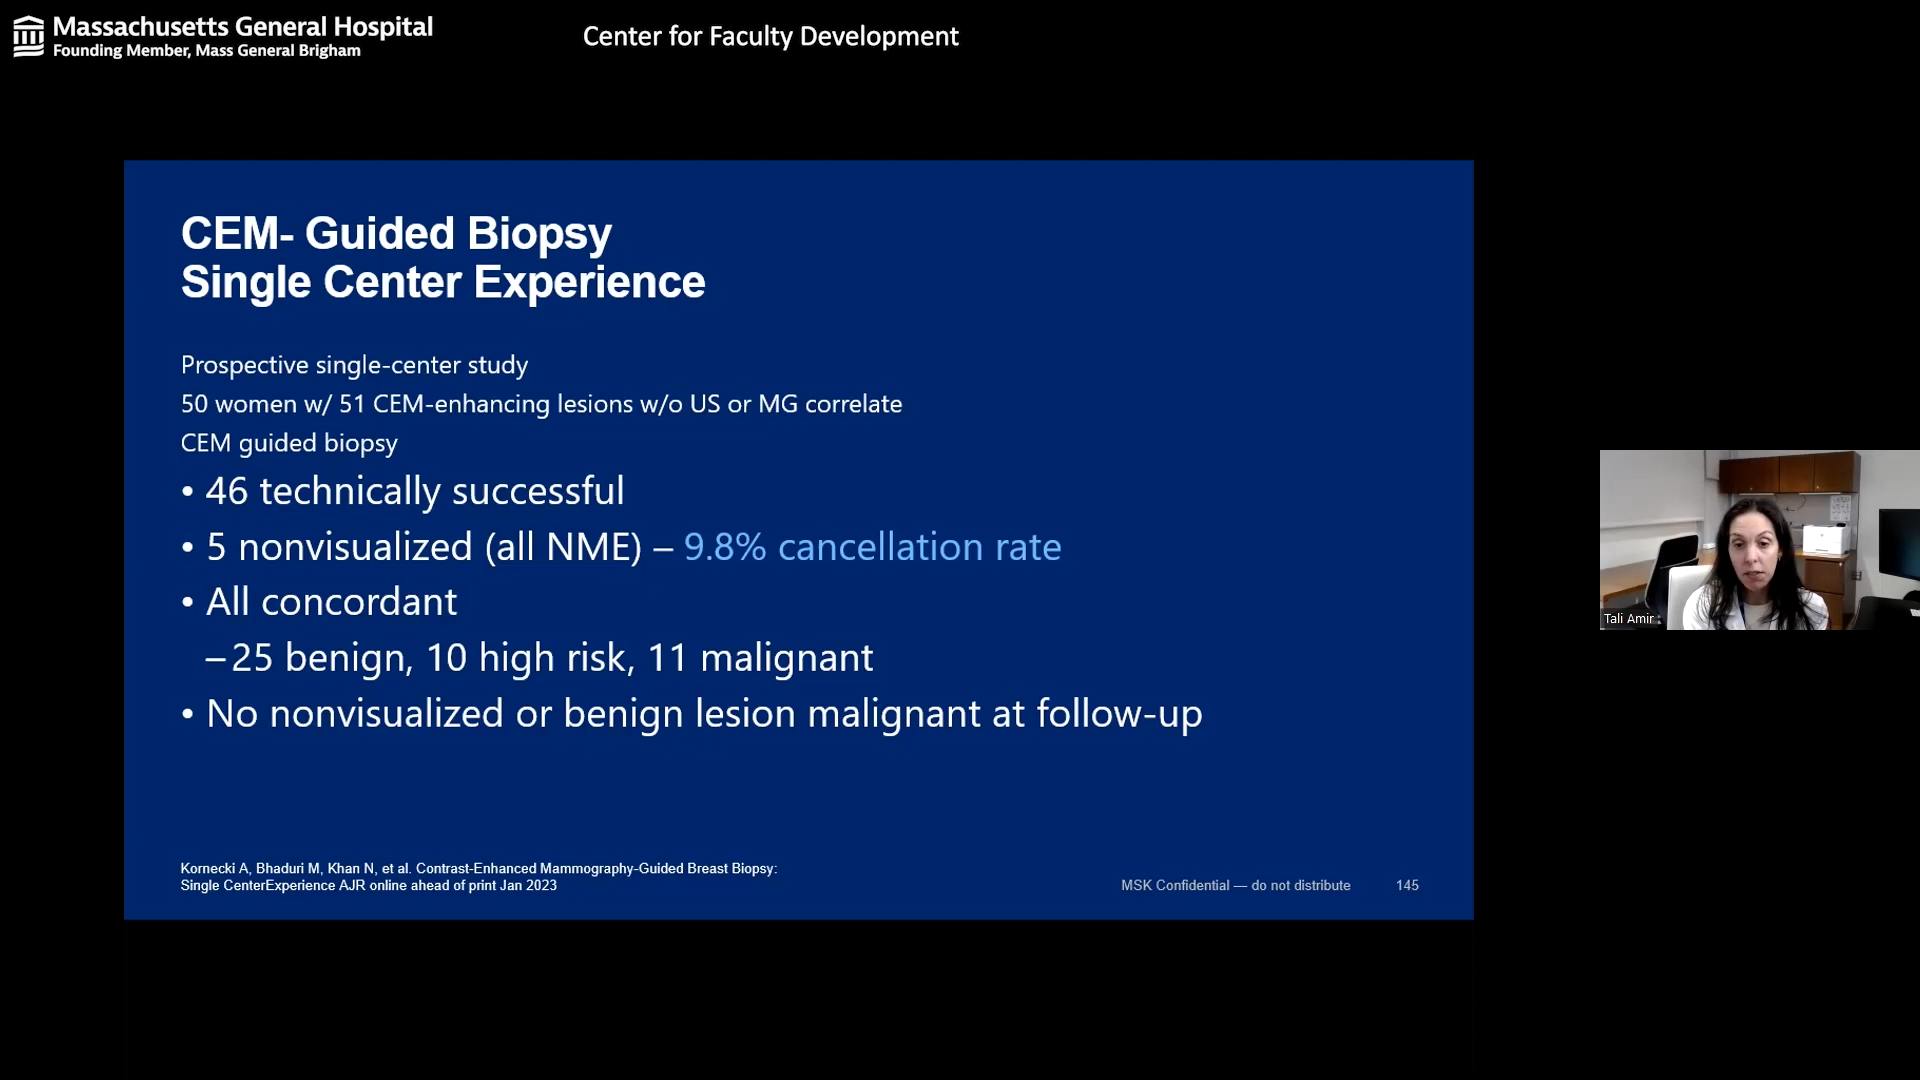 Massachusetts General Hospital
Founding Member, Mass General Brigham
Center for Faculty Development
CEM- Guided Biopsy
Single Center Experience
Prospective single-center study
50 women w/ 51 CEM-enhancing lesions w/o US or MG correlate
CEM guided biopsy
• 46 technically successful
• 5 nonvisualized (all NME) – 9.8% cancellation rate
• All concordant
– 25 benign, 10 high risk, 11 malignant
• No nonvisualized or benign lesion malignant at follow-up
Kornecki A, Bhaduri M, Khan N, et al. Contrast-Enhanced Mammography-Guided Breast Biopsy:
Single CenterExperience AJR online ahead of print Jan 2023
MSK Confidential — do not distribute 145
Tali Amir